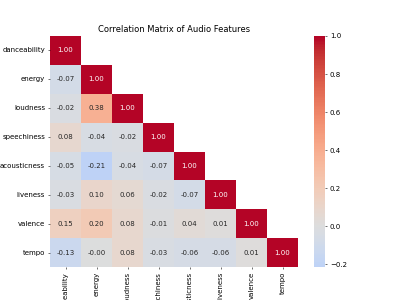 Correlation Matrix of Audio Features
danceability 1.00
energy -0.07 1.00
loudness -0.02 0.38 1.00
speechiness 0.08 -0.04 -0.02 1.00
acousticness -0.05 -0.21 -0.04 -0.07 1.00
liveness -0.03 0.10 0.06 -0.02 -0.07 1.00
valence 0.15 0.20 0.08 -0.01 0.04 0.01 1.00
tempo -0.13 -0.00 0.08 -0.03 -0.06 -0.06 0.01 1.00
eability energy udness chiness sticness iveness valence tempo
1.0
0.8
0.6
0.4
0.2
0.0
−0.2